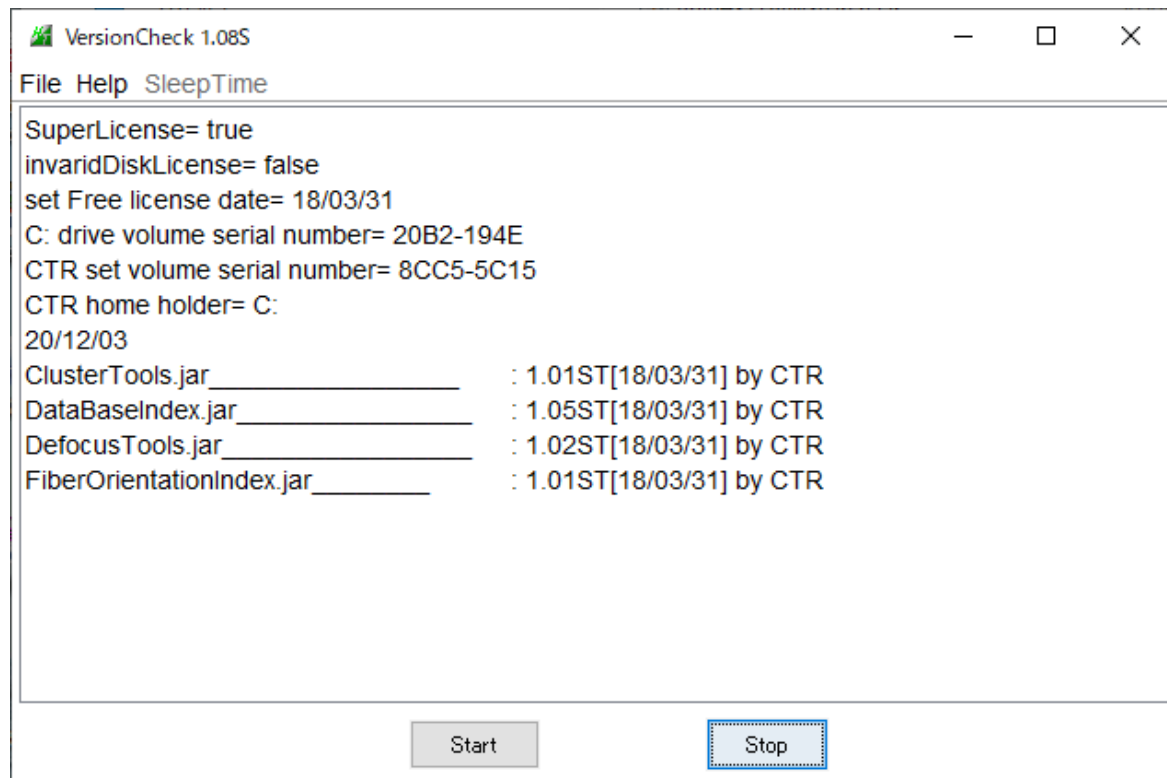 VersionCheck 1.08S
File Help SleepTime
SuperLicense= true
invaridDiskLicense= false
set Free license date= 18/03/31
C: drive volume serial number= 20B2-194E
CTR set volume serial number= 8CC5-5C15
CTR home holder= C:
20/12/03
ClusterTools.jar_________________ : 1.01ST[18/03/31] by CTR
DataBaseIndex.jar________________ : 1.05ST[18/03/31] by CTR
DefocusTools.jar_________________ : 1.02ST[18/03/31] by CTR
FiberOrientationIndex.jar________ : 1.01ST[18/03/31] by CTR
Start Stop